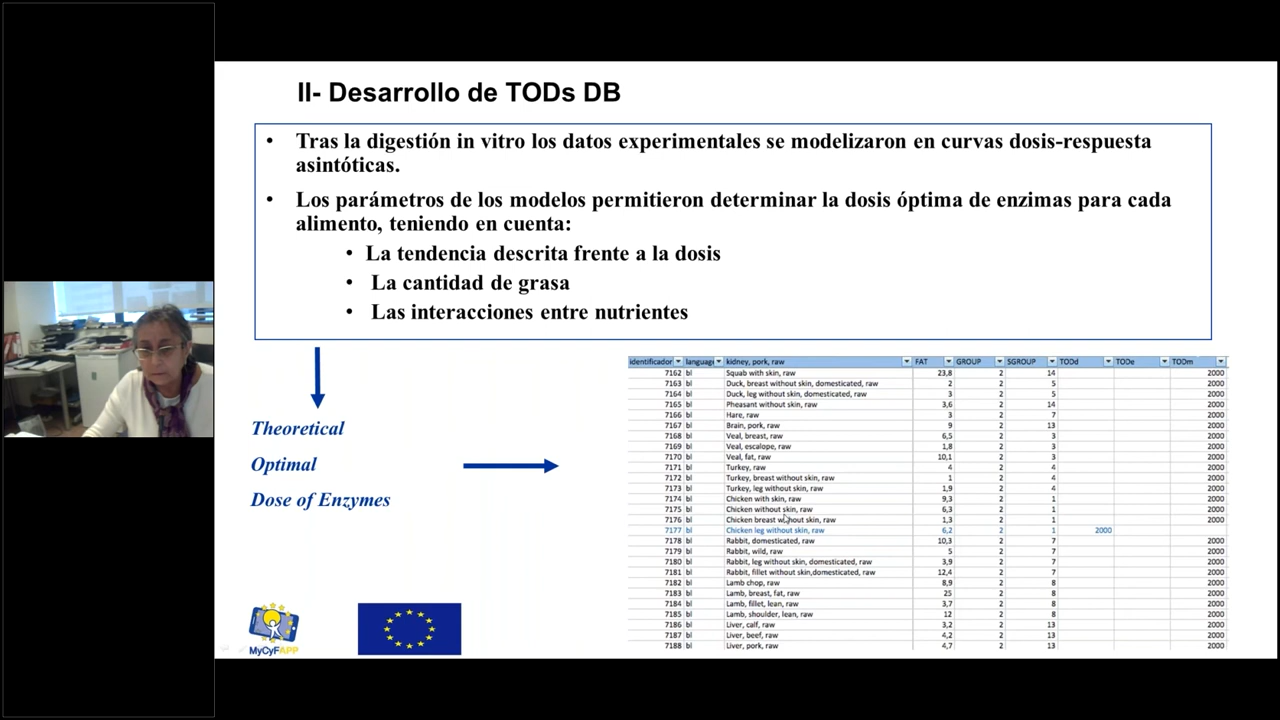 II- Desarrollo de TODs DB
• Tras la digestión in vitro los datos experimentales se modelizaron en curvas dosis-respuesta
asintóticas.
• Los parámetros de los modelos permitieron determinar la dosis óptima de enzimas para cada
alimento, teniendo en cuenta:
• La tendencia descrita frente a la dosis
• La cantidad de grasa
• Las interacciones entre nutrientes
Theoretical
Optimal
Dose of Enzymes
identificador languag kidney, pork, raw FAT GROUP SGROUP TODd TODe TODm
7162 bl Squab with skin, raw 23,8 2 14 2000
7163 bl Duck, breast without skin, domesticated, raw 2 2 5 2000
7164 bl Duck, leg without skin, domesticated, raw 3 2 5 2000
7165 bl Pheasant without skin, raw 3,6 2 14 2000
7166 bl Hare, raw 3 2 7 2000
7167 bl Brain, pork, raw 9 2 13 2000
7168 bl Veal, breast, raw 6,5 2 3 2000
7169 bl Veal, escalope, raw 1,8 2 3 2000
7170 bl Veal, fat, raw 10,1 2 3 2000
7171 bl Turkey, raw 4 2 4 2000
7172 bl Turkey, breast without skin, raw 1 2 4 2000
7173 bl Turkey, leg without skin, raw 1,9 2 4 2000
7174 bl Chicken with skin, raw 9,3 2 1 2000
7175 bl Chicken without skin, raw 6,3 2 1 2000
7176 bl Chicken breast without skin, raw 1,3 2 1 2000
7177 bl Chicken leg without skin, raw 6,2 2 1 2000
7178 bl Rabbit, domesticated, raw 10,3 2 7 2000
7179 bl Rabbit, wild, raw 5 2 7 2000
7180 bl Rabbit, leg without skin, domesticated, raw 3,9 2 7 2000
7181 bl Rabbit, fillet without skin,domesticated, raw 12,4 2 7 2000
7182 bl Lamb chop, raw 8,9 2 8 2000
7183 bl Lamb, breast, fat, raw 25 2 8 2000
7184 bl Lamb, fillet, lean, raw 3,7 2 8 2000
7185 bl Lamb, shoulder, lean, raw 12 2 8 2000
7186 bl Liver, calf, raw 3,2 2 13 2000
7187 bl Liver, beef, raw 4,2 2 13 2000
7188 bl Liver, pork, raw 4,7 2 13 2000
MyCyFAPP